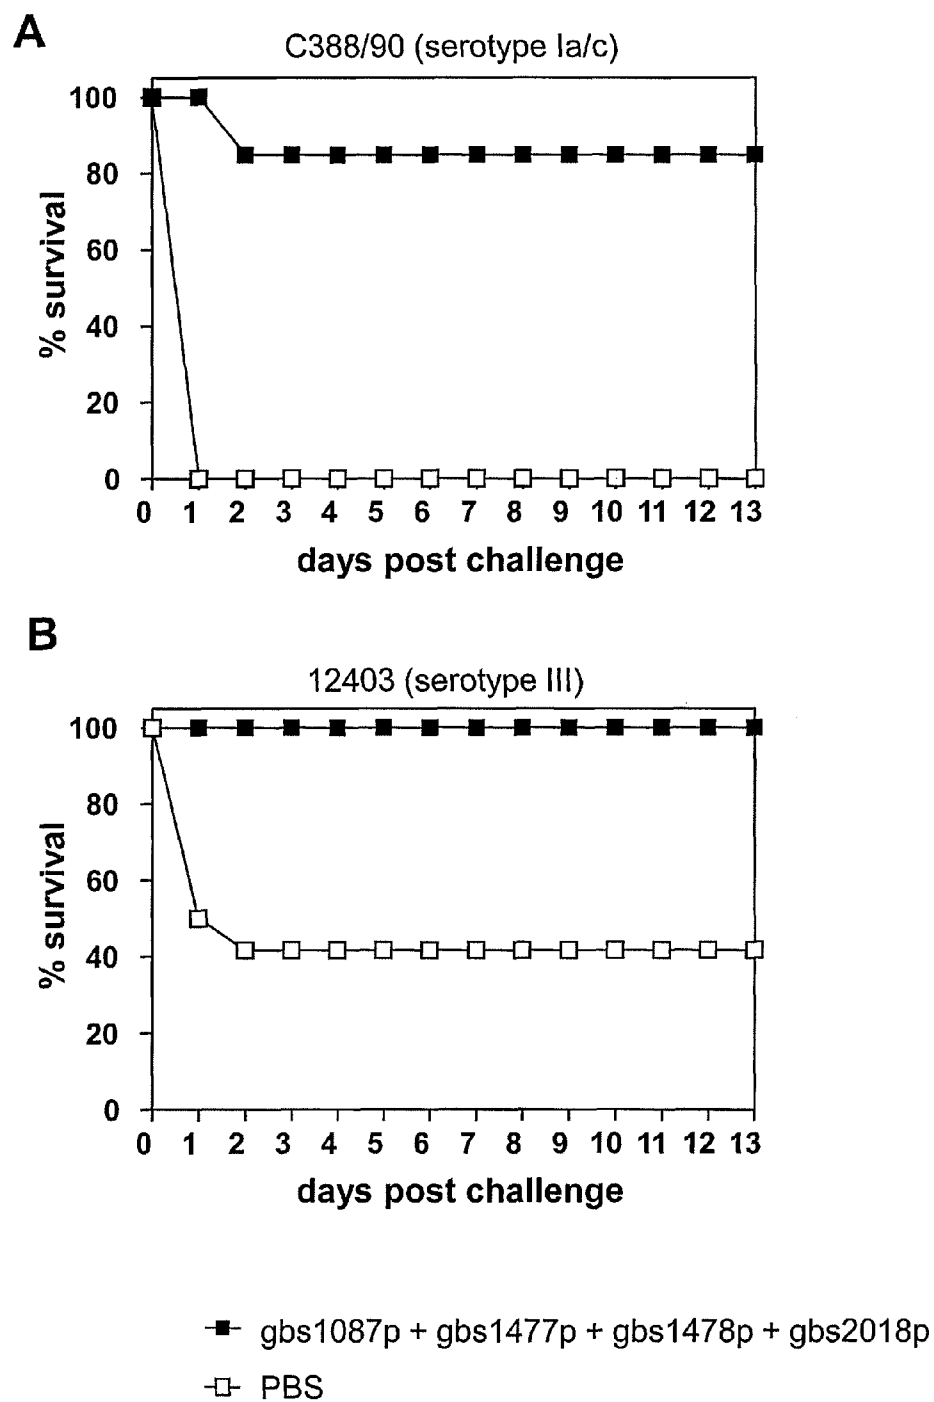 A
C388/90 (serotype Ia/c)
100
80
60
40
20
0
% survival
0 1 2 3 4 5 6 7 8 9 10 11 12 13
days post challenge
B
12403 (serotype III)
100
80
60
40
20
0
% survival
0 1 2 3 4 5 6 7 8 9 10 11 12 13
days post challenge
gbs1087p + gbs1477p + gbs1478p + gbs2018p
PBS